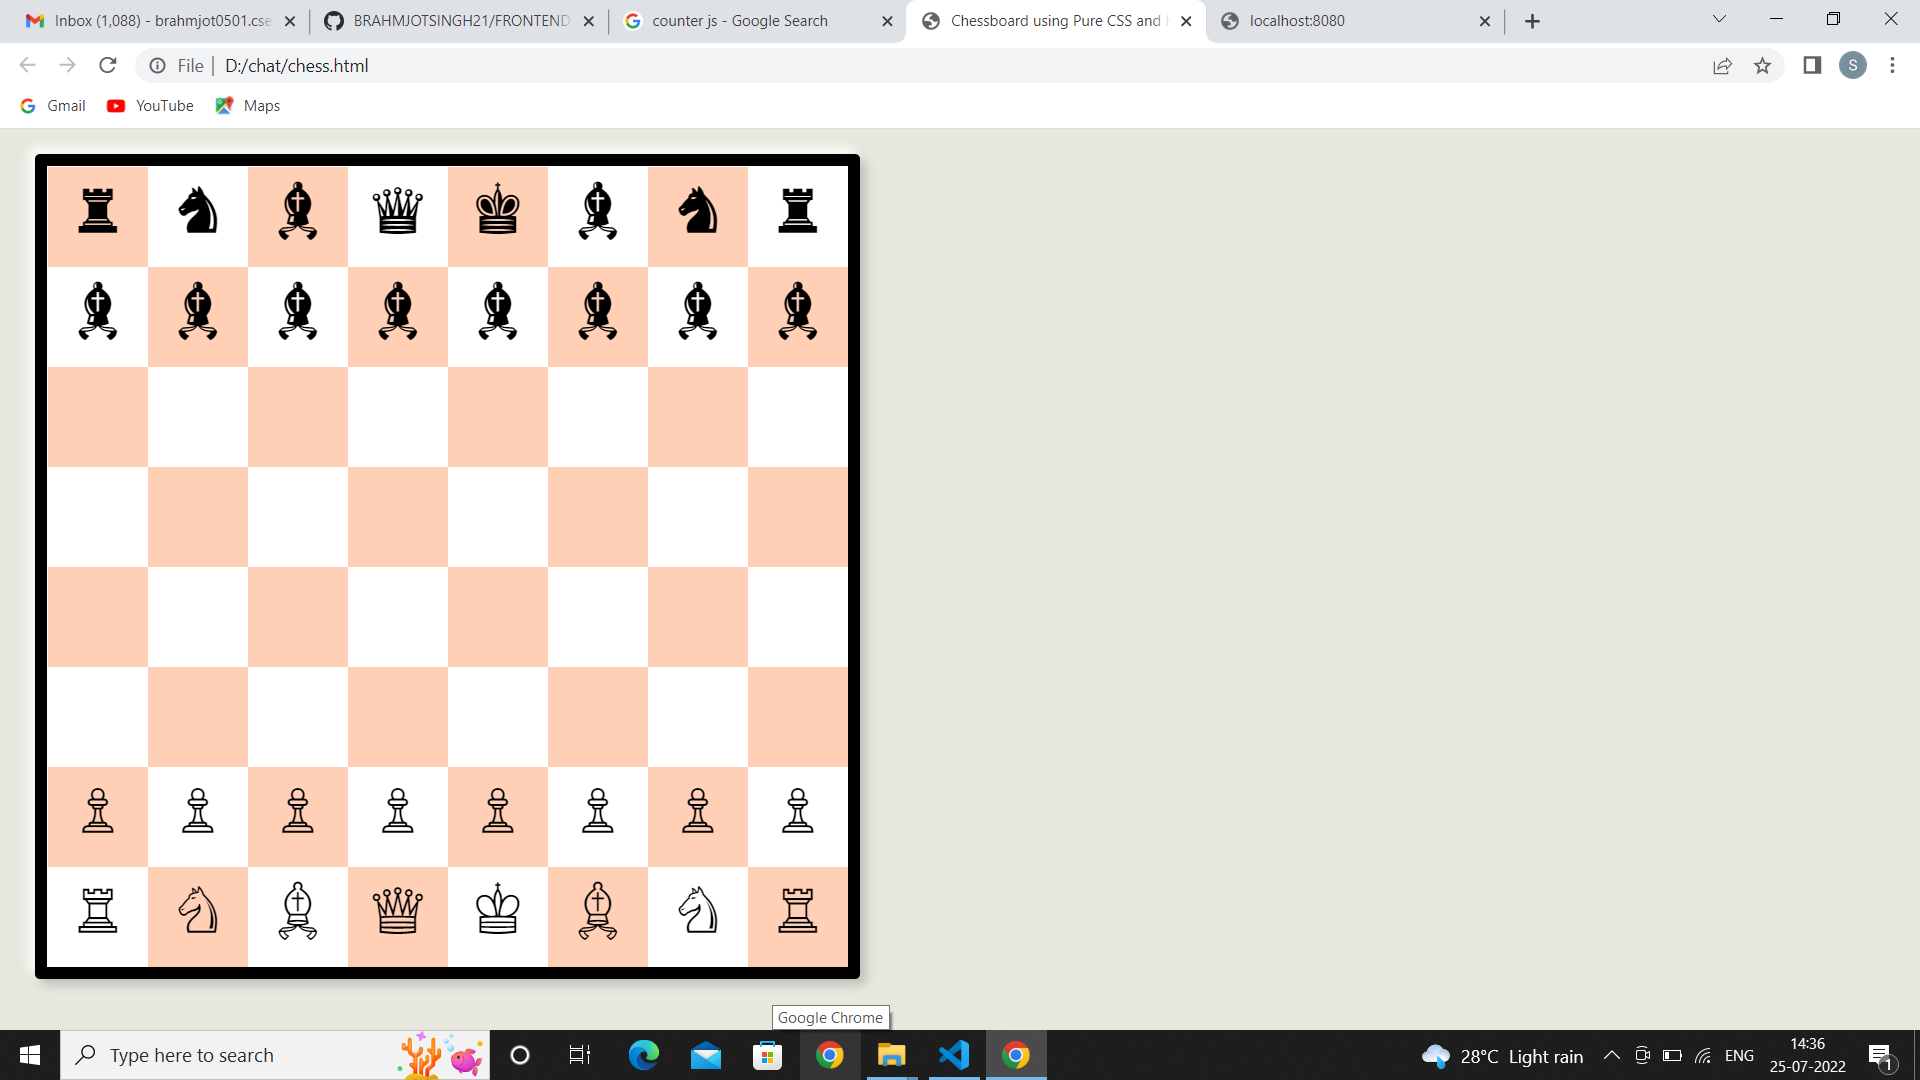 Inbox (1,088) - brahmjot0501.cse
BRAHMJOTSINGH21/FRONTEND
counter js - Google Search
Chessboard using Pure CSS and
localhost:8080
File
D:/chat/chess.html
S
Gmail
YouTube
Maps
Google Chrome
Type here to search
28°C Light rain
ENG
14:36
25-07-2022
1